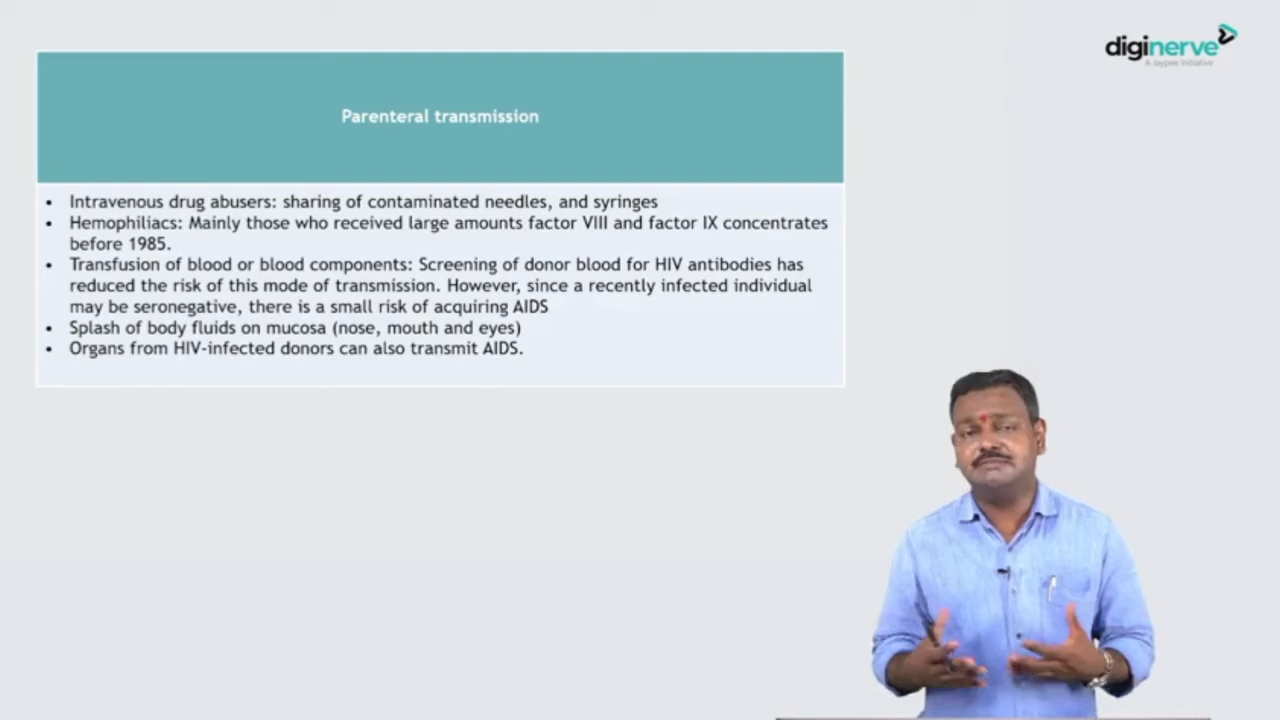 diginerve
A Jaypee Initiative
Parenteral transmission
• Intravenous drug abusers: sharing of contaminated needles, and syringes
• Hemophiliacs: Mainly those who received large amounts factor VIII and factor IX concentrates
before 1985.
• Transfusion of blood or blood components: Screening of donor blood for HIV antibodies has
reduced the risk of this mode of transmission. However, since a recently infected individual
may be seronegative, there is a small risk of acquiring AIDS
• Splash of body fluids on mucosa (nose, mouth and eyes)
• Organs from HIV-infected donors can also transmit AIDS.